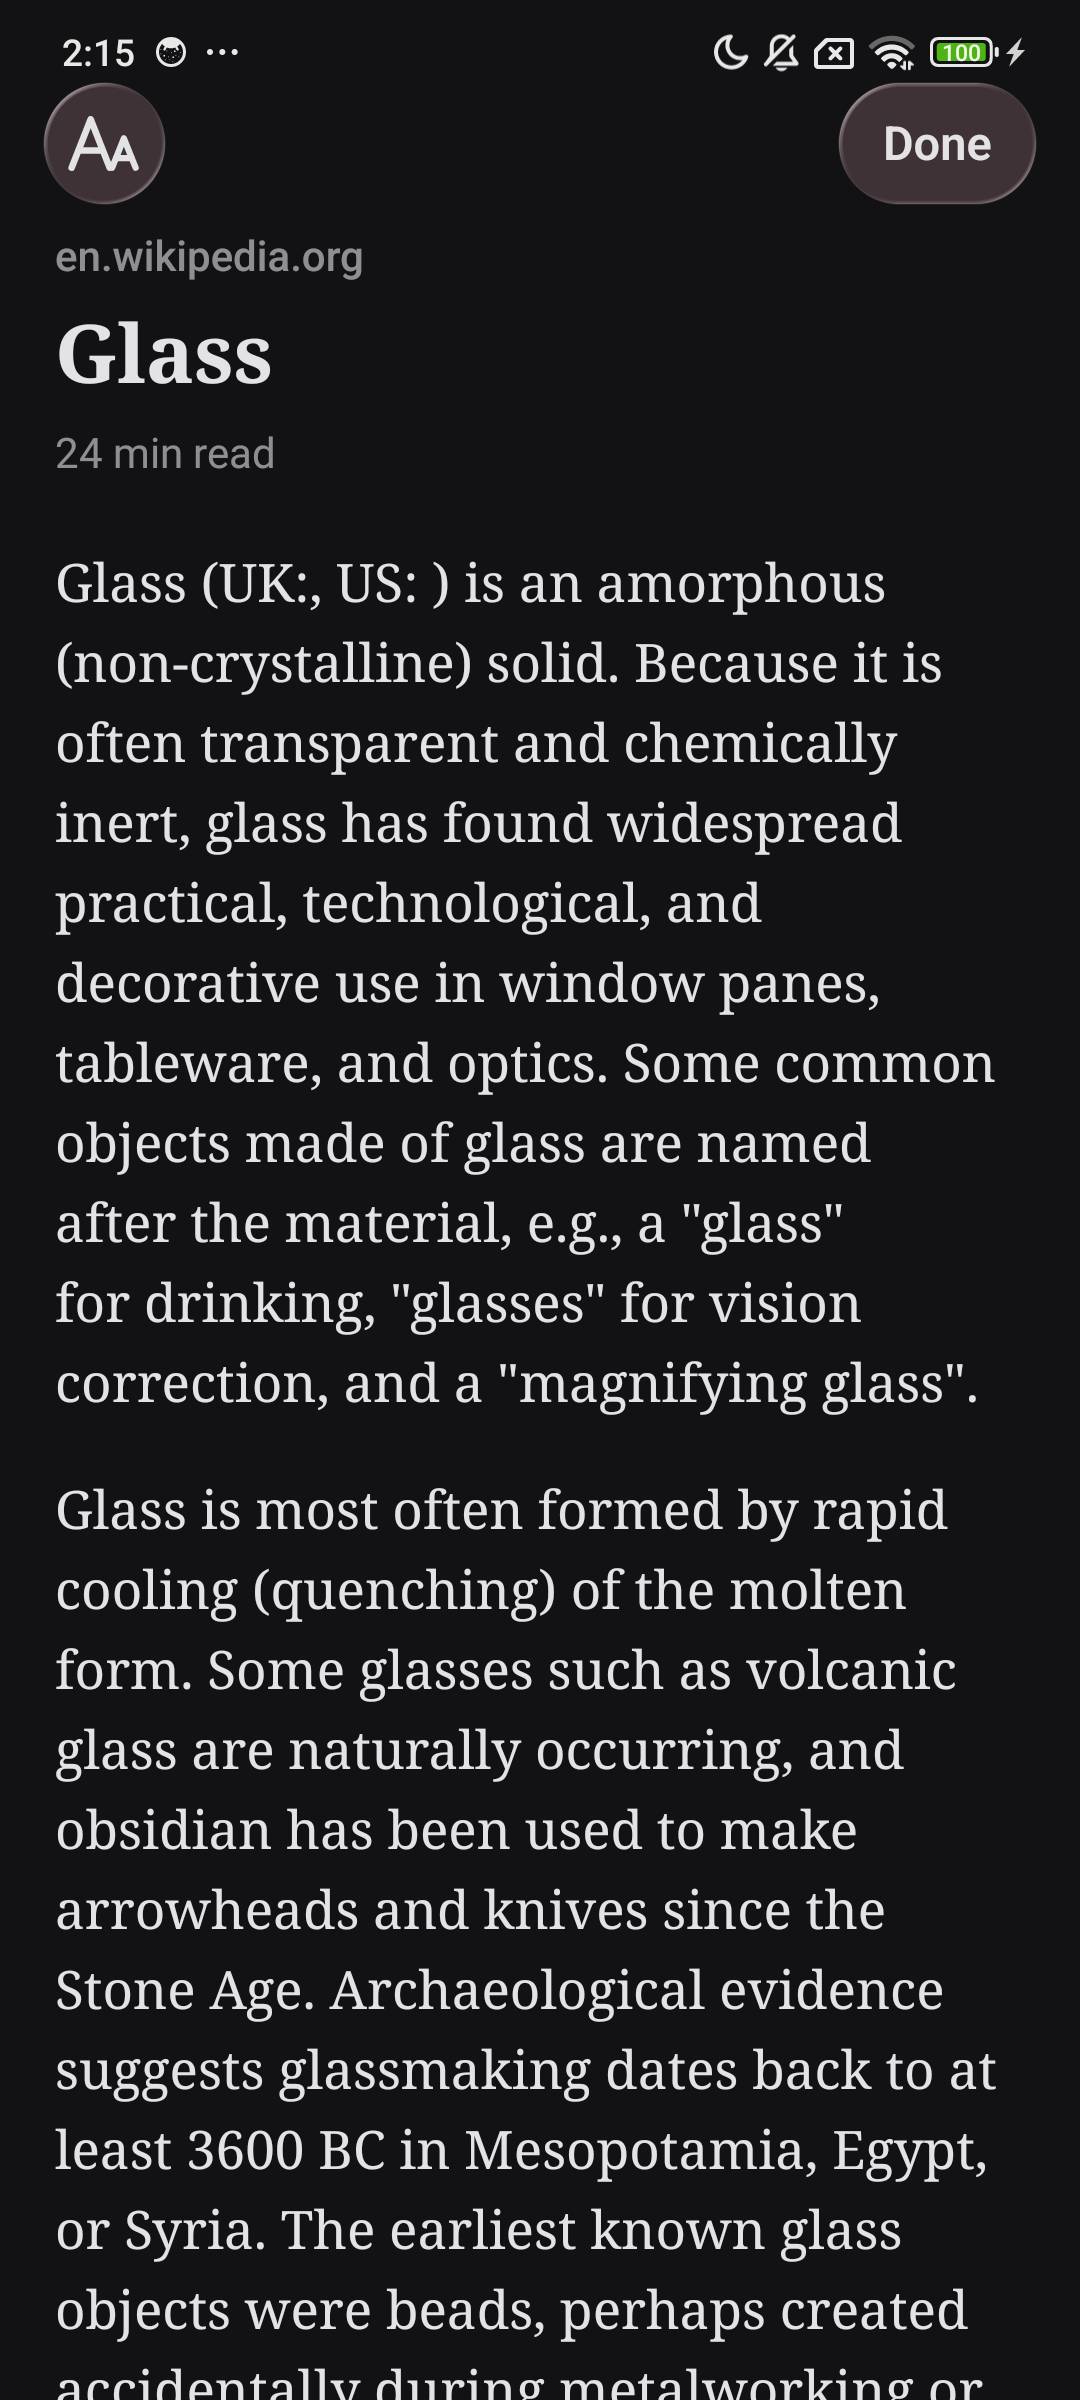 2:15
100
AA
Done
en.wikipedia.org
Glass
24 min read
Glass (UK:, US: ) is an amorphous
(non-crystalline) solid. Because it is
often transparent and chemically
inert, glass has found widespread
practical, technological, and
decorative use in window panes,
tableware, and optics. Some common
objects made of glass are named
after the material, e.g., a "glass"
for drinking, "glasses" for vision
correction, and a "magnifying glass".
Glass is most often formed by rapid
cooling (quenching) of the molten
form. Some glasses such as volcanic
glass are naturally occurring, and
obsidian has been used to make
arrowheads and knives since the
Stone Age. Archaeological evidence
suggests glassmaking dates back to at
least 3600 BC in Mesopotamia, Egypt,
or Syria. The earliest known glass
objects were beads, perhaps created
accidentally during metalworking or